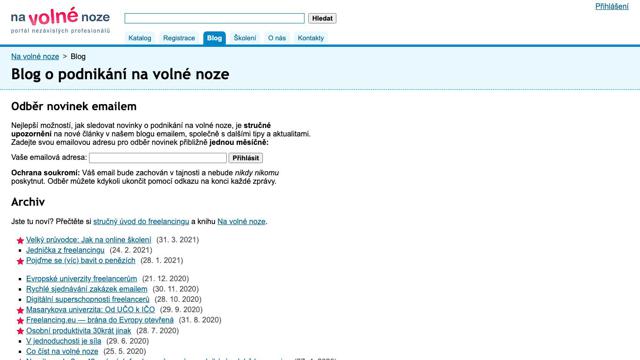 Přihlášení
na volné noze
portál nezávislých profesionálů
Hledat
Katalog Registrace Blog Školení O nás Kontakty
Na volné noze > Blog
Blog o podnikání na volné noze
Odběr novinek emailem
Nejlepší možností, jak sledovat novinky o podnikání na volné noze, je stručné
upozornění na nové články v našem blogu emailem, společně s dalšími tipy a aktualitami.
Zadejte svou emailovou adresu pro odběr novinek přibližně jednou měsíčně:
Vaše emailová adresa: Přihlásit
Ochrana soukromí: Váš email bude zachován v tajnosti a nebude nikdy nikomu
poskytnut. Odběr můžete kdykoli ukončit pomocí odkazu na konci každé zprávy.
Archiv
Jste tu noví? Přečtěte si stručný úvod do freelancingu a knihu Na volné noze.
Velký průvodce: Jak na online školení (31. 3. 2021)
Jednička z freelancingu (24. 2. 2021)
Pojďme se (víc) bavit o penězích (28. 1. 2021)
Evropské univerzity freelancerům (21. 12. 2020)
Rychlé sjednávání zakázek emailem (30. 11. 2020)
Digitální superschopnosti freelancerů (28. 10. 2020)
Masarykova univerzita: Od UČO k IČO (29. 9. 2020)
Freelancing.eu — brána do Evropy otevřená (31. 8. 2020)
Osobní produktivita 30krát jinak (28. 7. 2020)
V jednoduchosti je síla (29. 6. 2020)
Co číst na volné noze (25. 5. 2020)